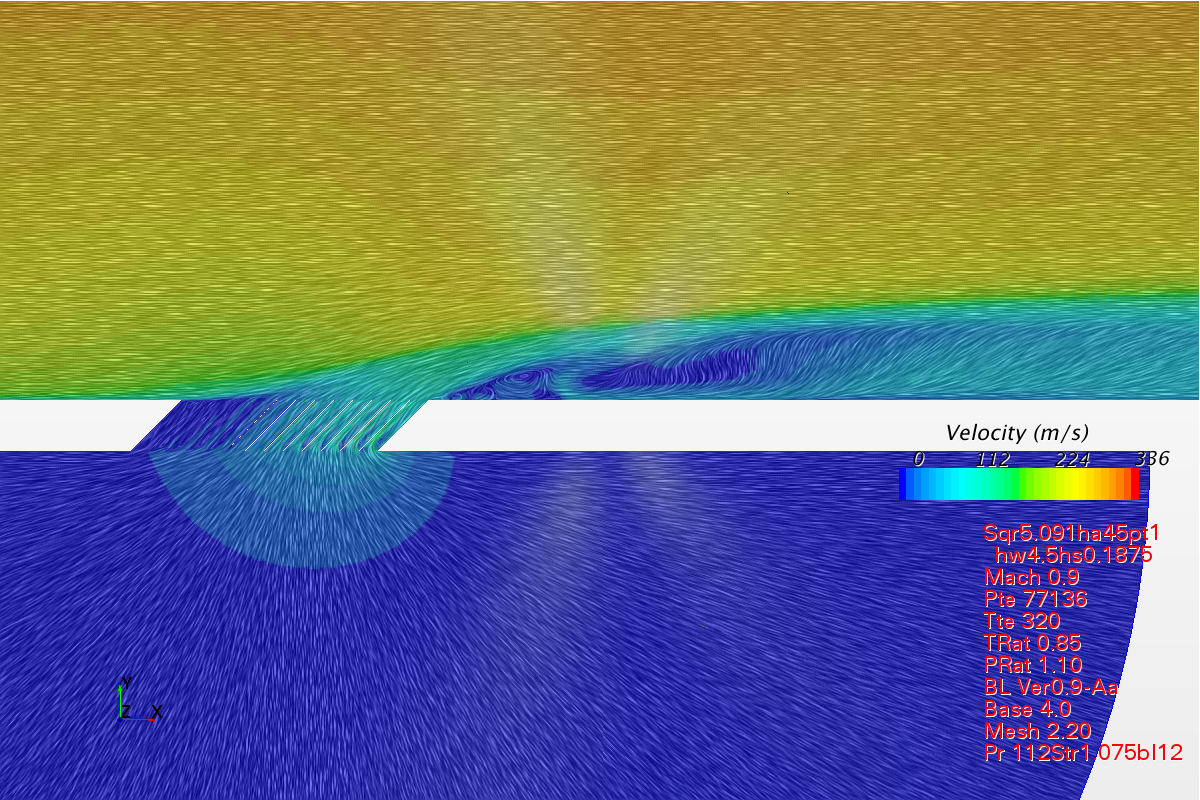 Velocity (m/s)
0 112 224 336
Sqr5.091ha45pt1
hw4.5hs0.1875
Mach 0.9
Pte 77136
Tte 320
TRat 0.85
PRat 1.10
BL Ver0.9-Aa
Base 4.0
Mesh 2.20
Pr 112Str1.075bl12
Y
Z X